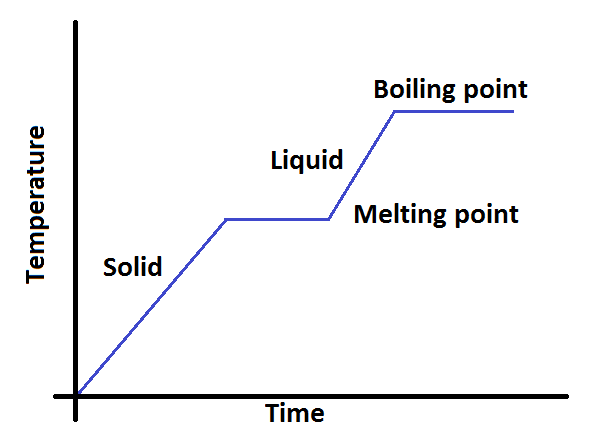 Boiling point
Liquid
Melting point
Solid
Temperature
Time